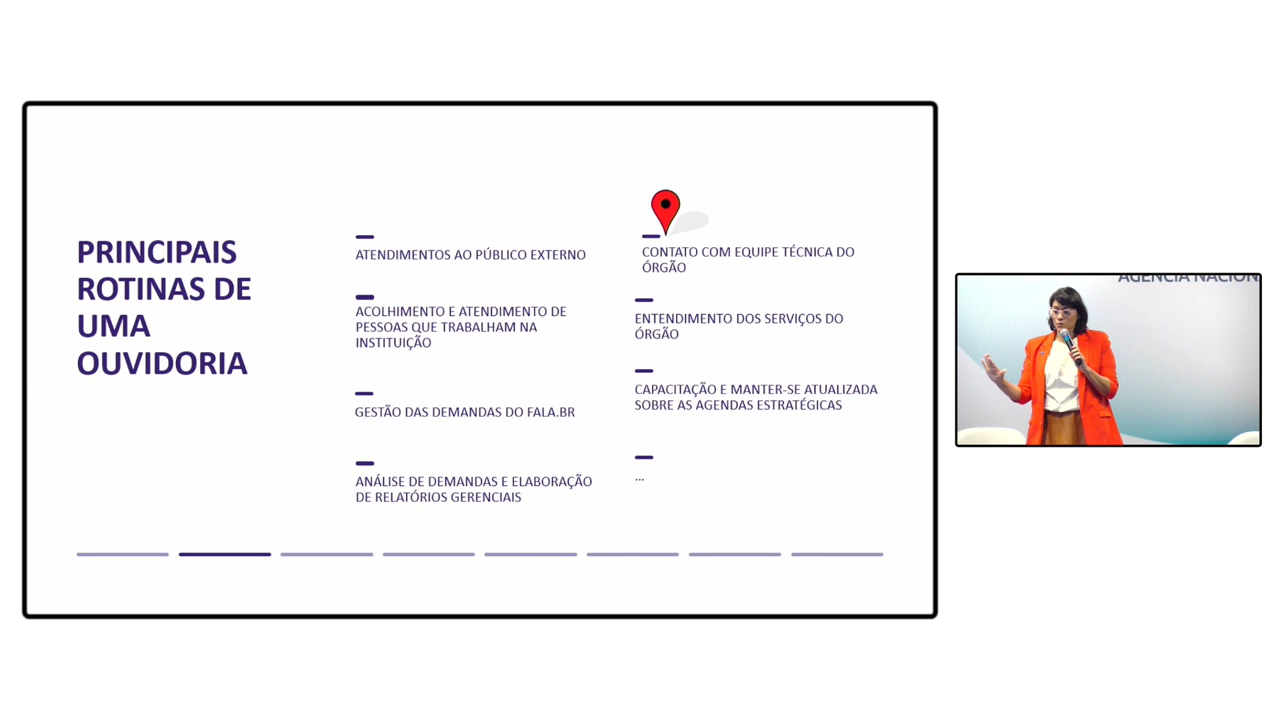 PRINCIPAIS
ROTINAS DE
UMA
OUVIDORIA
ATENDIMENTOS AO PÚBLICO EXTERNO
ACOLHIMENTO E ATENDIMENTO DE
PESSOAS QUE TRABALHAM NA
INSTITUIÇÃO
GESTÃO DAS DEMANDAS DO FALA.BR
ANÁLISE DE DEMANDAS E ELABORAÇÃO
DE RELATÓRIOS GERENCIAIS
CONTATO COM EQUIPE TÉCNICA DO
ÓRGÃO
ENTENDIMENTO DOS SERVIÇOS DO
ÓRGÃO
CAPACITAÇÃO E MANTER-SE ATUALIZADA
SOBRE AS AGENDAS ESTRATÉGICAS
...
AGÊNCIA NACION